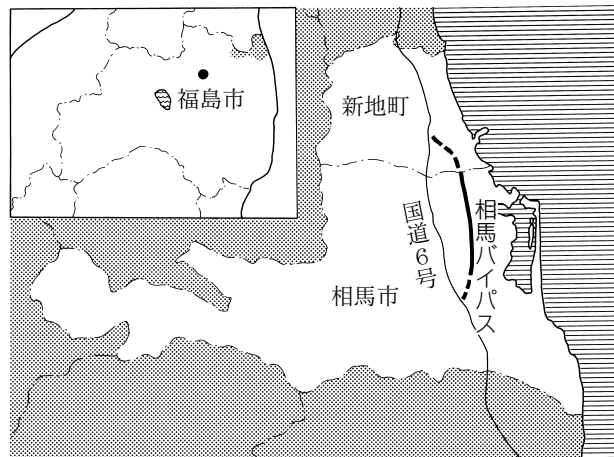 福島市
新地町
国道6号
相馬バイパス
相馬市